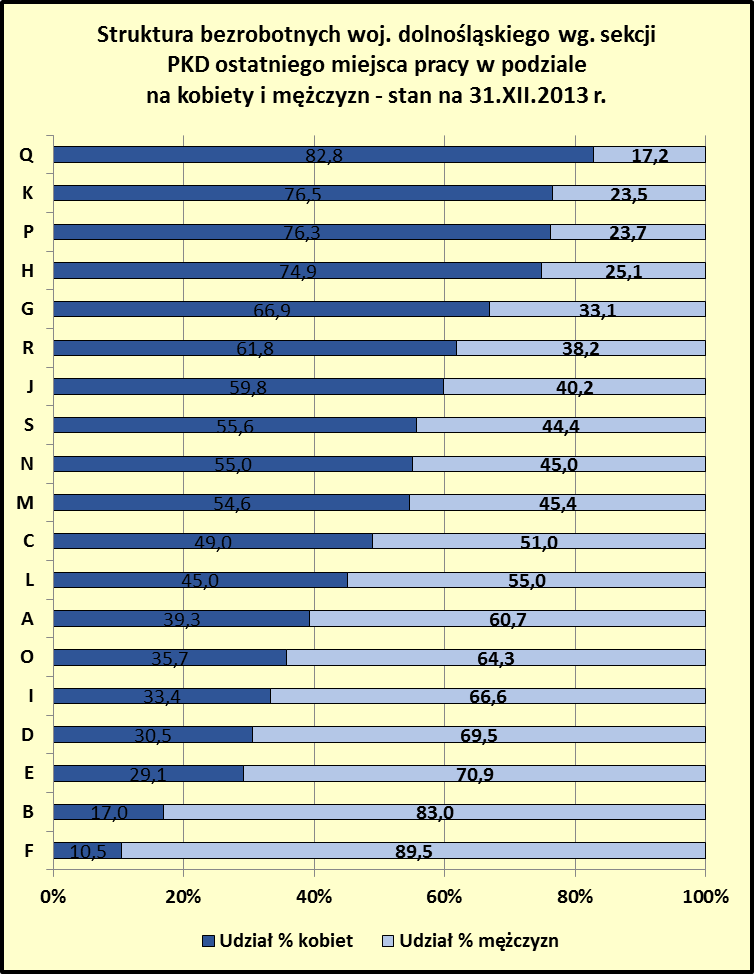 Struktura bezrobotnych woj. dolnośląskiego wg. sekcji
PKD ostatniego miejsca pracy w podziale
na kobiety i mężczyzn - stan na 31.XII.2013 r.
Q 82,8 17,2
K 76,5 23,5
P 76,3 23,7
H 74,9 25,1
G 66,9 33,1
R 61,8 38,2
J 59,8 40,2
S 55,6 44,4
N 55,0 45,0
M 54,6 45,4
C 49,0 51,0
L 45,0 55,0
A 39,3 60,7
O 35,7 64,3
I 33,4 66,6
D 30,5 69,5
E 29,1 70,9
B 17,0 83,0
F 10,5 89,5
0% 20% 40% 60% 80% 100%
Udział % kobiet Udział % mężczyzn